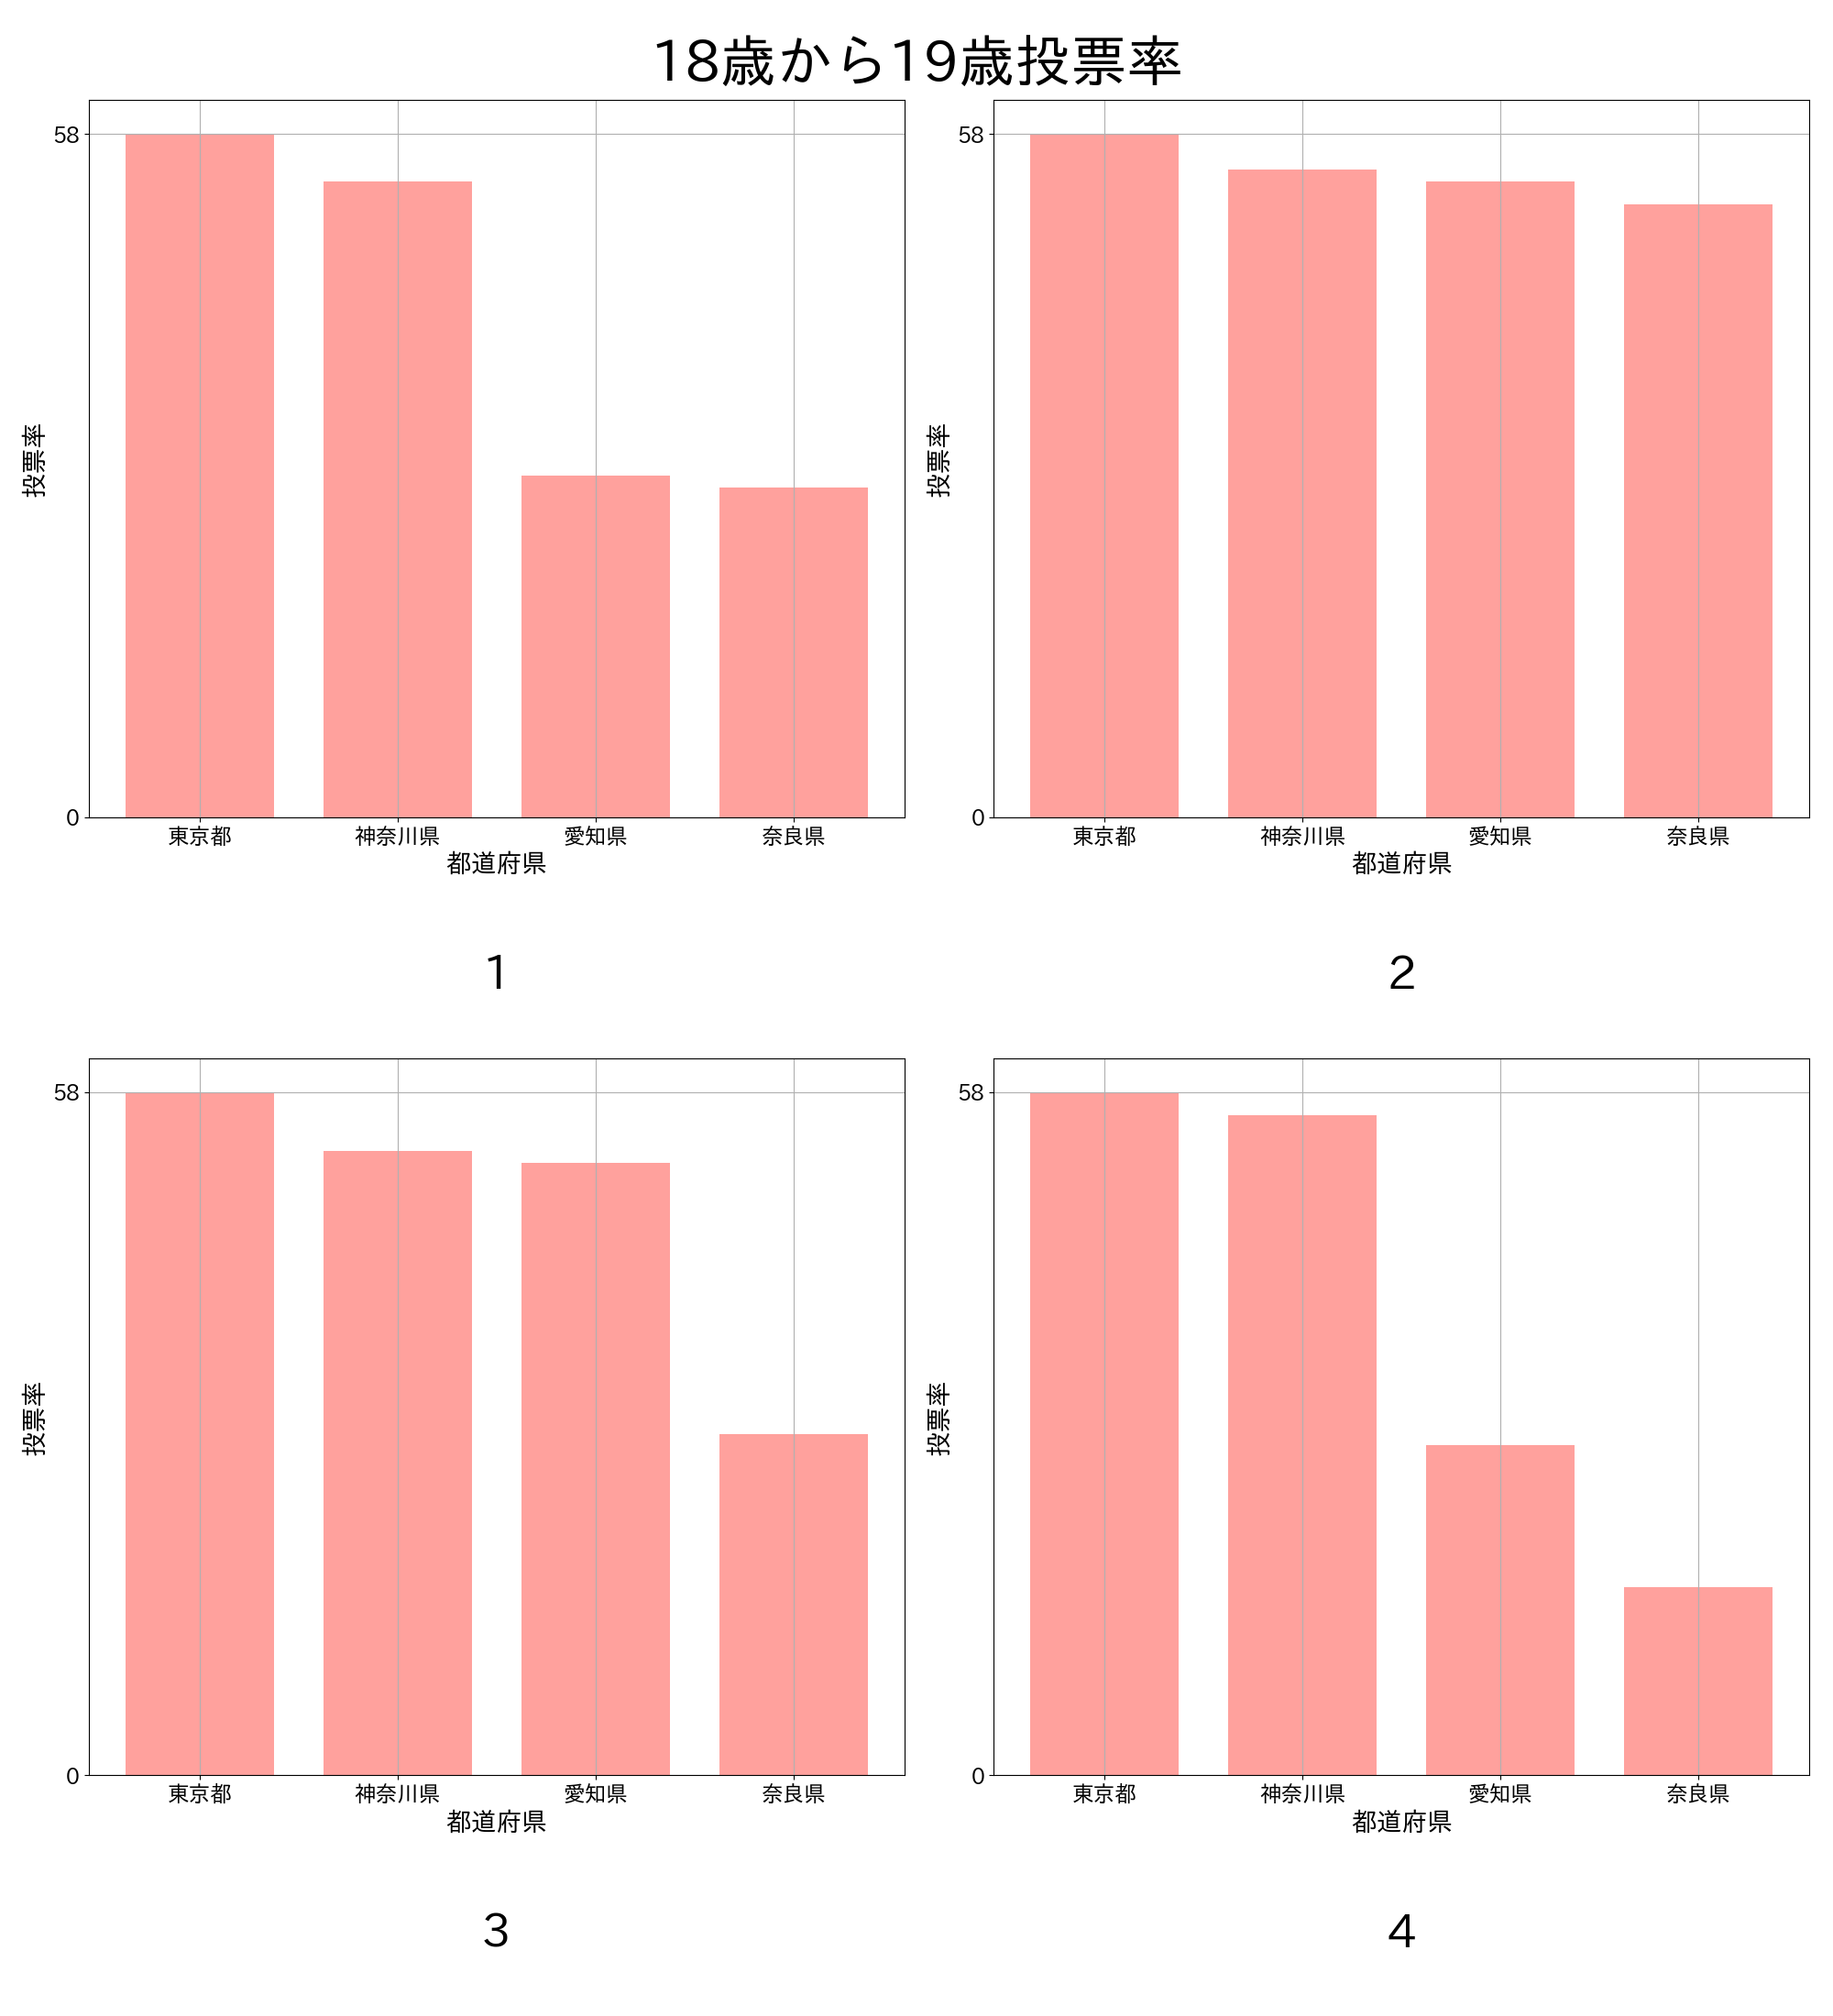 18歳から19歳投票率
58
0
投票率
東京都 神奈川県 愛知県 奈良県
都道府県
1
58
0
投票率
東京都 神奈川県 愛知県 奈良県
都道府県
2
58
0
投票率
東京都 神奈川県 愛知県 奈良県
都道府県
3
58
0
投票率
東京都 神奈川県 愛知県 奈良県
都道府県
4